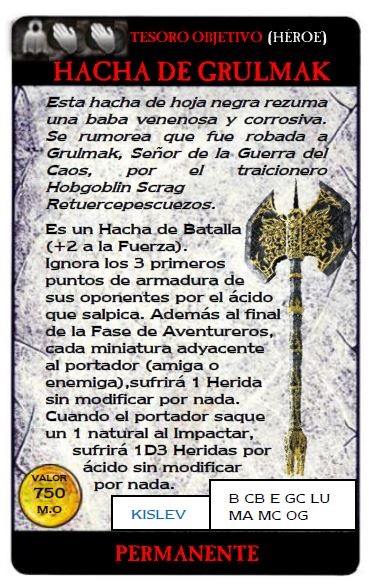 TESORO OBJETIVO (HÉROE)
HACHA DE GRULMAK
Esta hacha de hoja negra rezuma
una baba venenosa y corrosiva.
Se rumorea que fue robada a
Grulmak, Señor de la Guerra del
Caos, por el traicionero
Hobgoblin Scrag
Retuercepescuezos.
Es un Hacha de Batalla
(+2 a la Fuerza).
Ignora los 3 primeros
puntos de armadura de
sus oponentes por el ácido
que salpica. Además al final
de la Fase de Aventureros,
cada miniatura adyacente
al portador (amiga o
enemiga),sufrirá 1 Herida
sin modificar por nada.
Cuando el portador saque
un 1 natural al Impactar,
sufrirá 1D3 Heridas por
ácido sin modificar
por nada.
VALOR
750
M.O
KISLEV
B CB E GC LU
MA MC OG
PERMANENTE